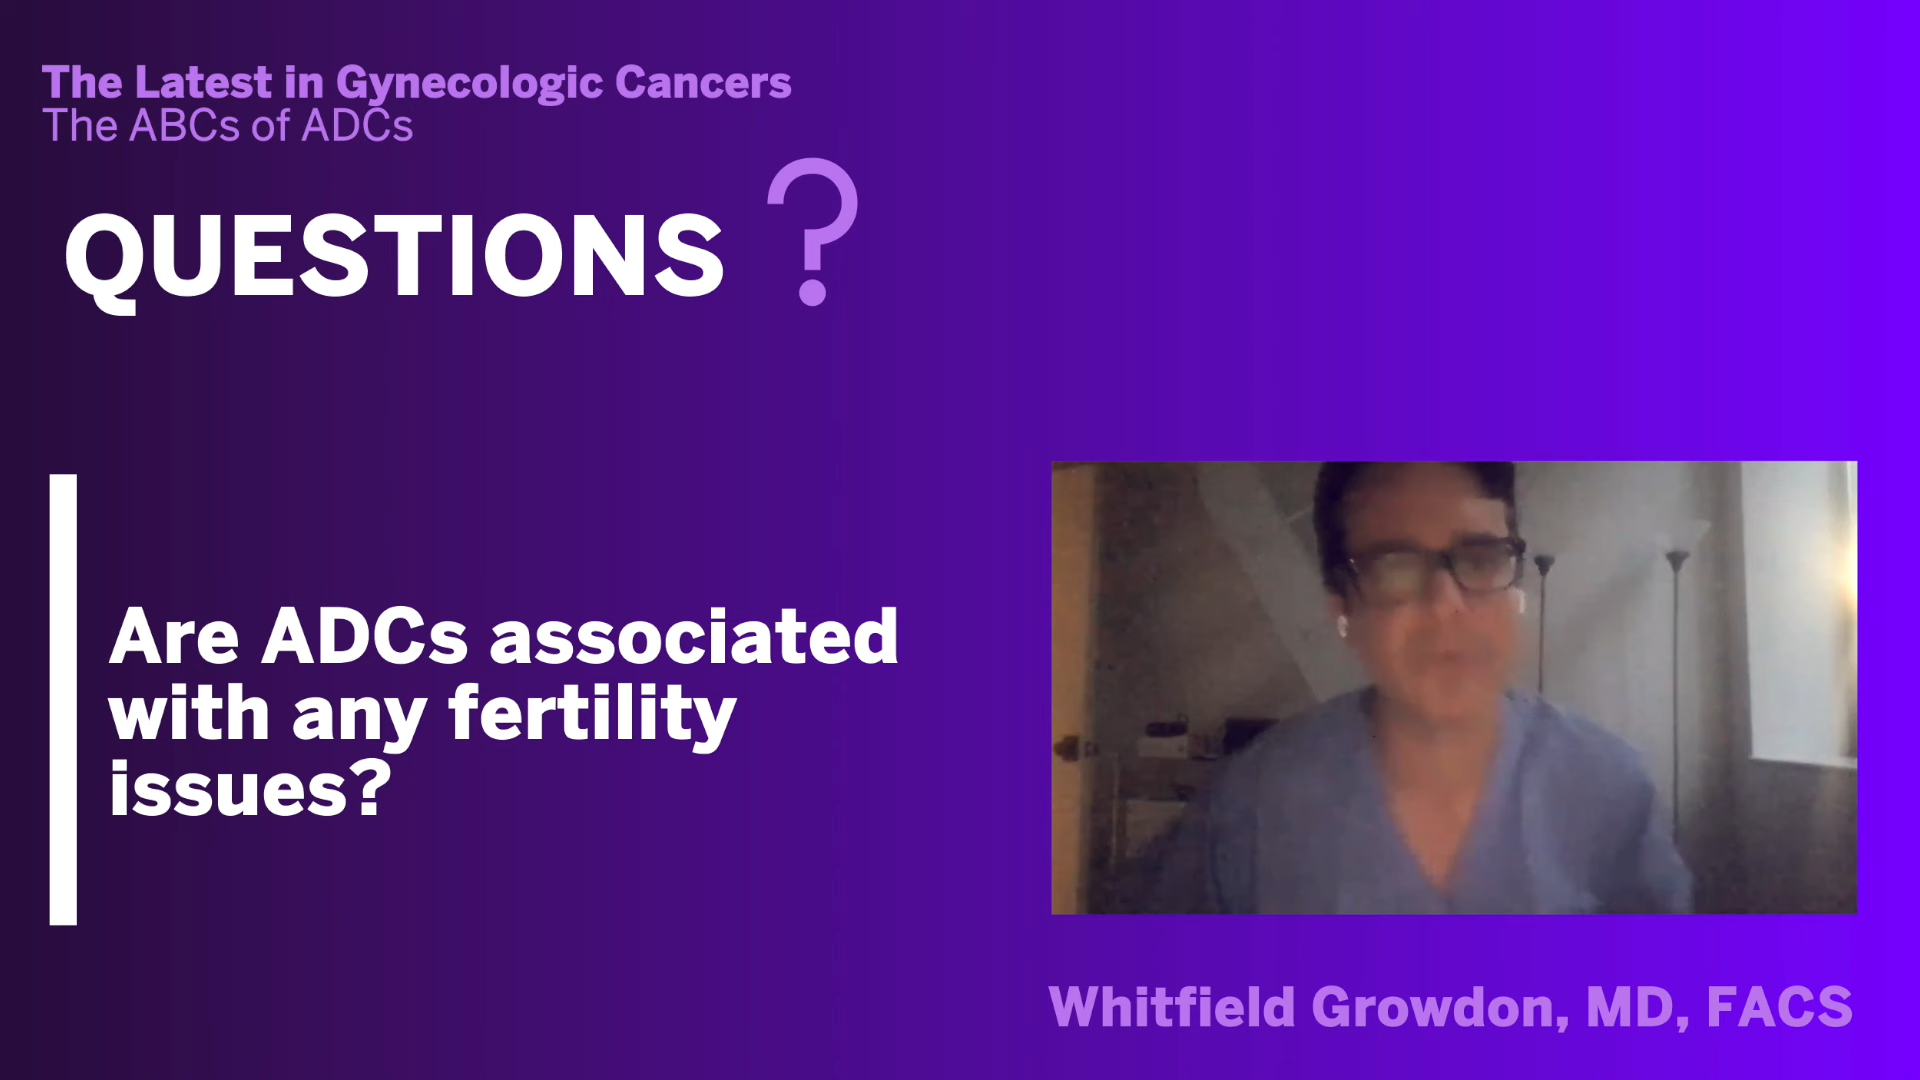 The Latest in Gynecologic Cancers
The ABCs of ADCs
QUESTIONS ?
Are ADCs associated
with any fertility
issues?
Whitfield Growdon, MD, FACS